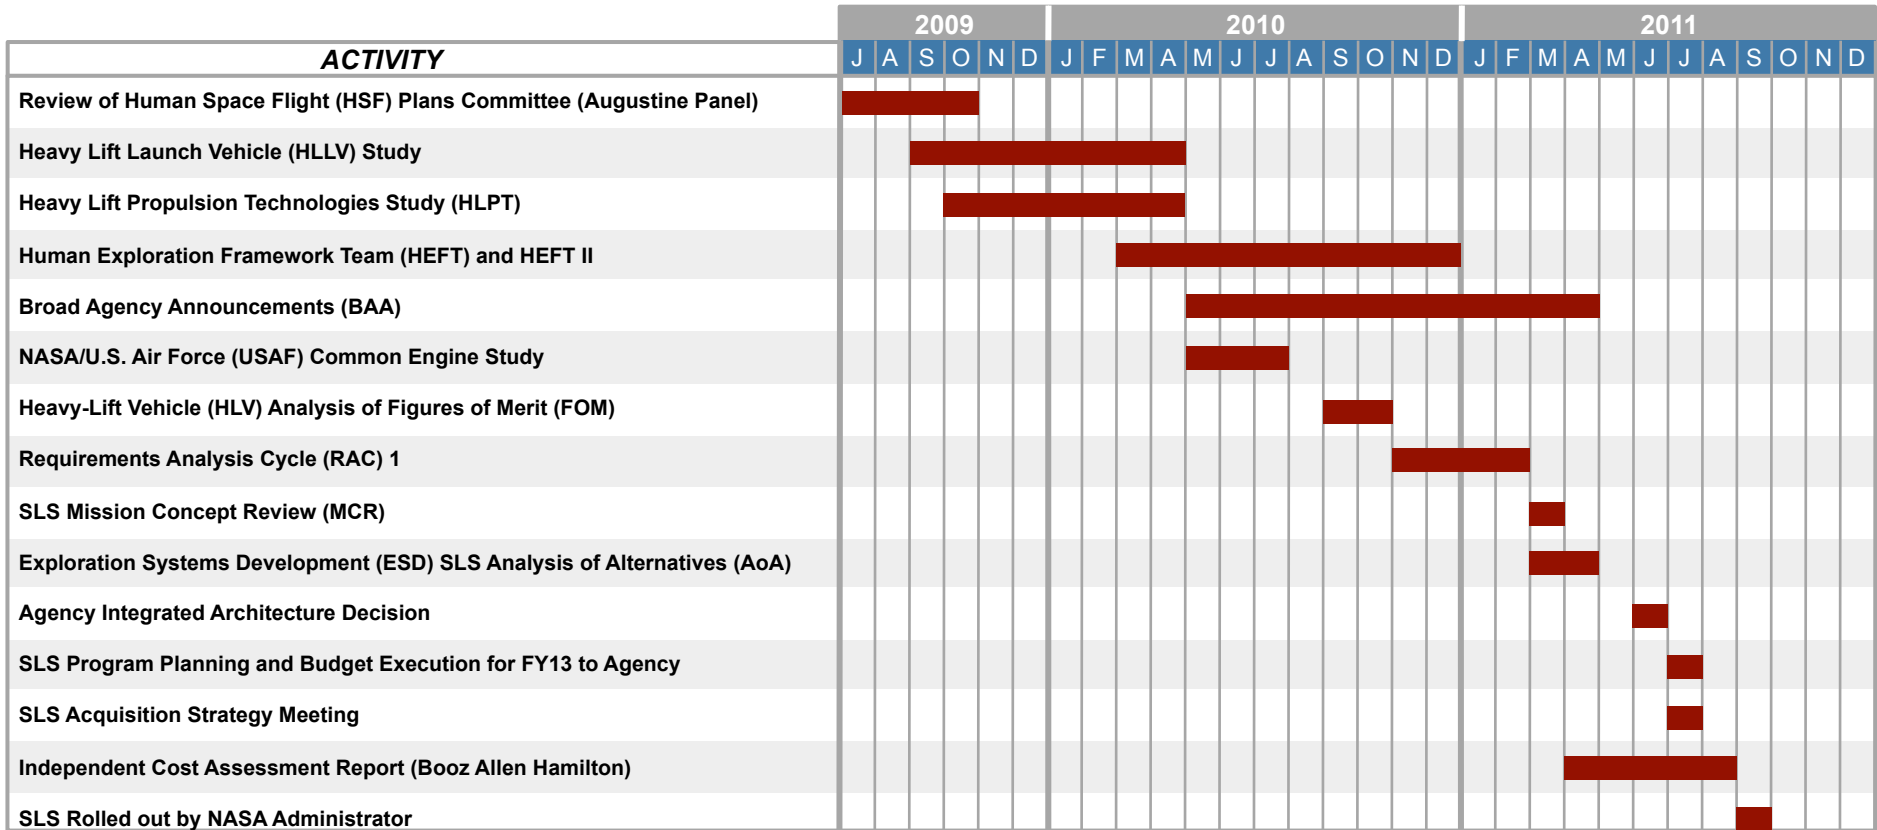 2009 2010 2011
ACTIVITY J A S O N D J F M A M J J A S O N D J F M A M J J A S O N D
Review of Human Space Flight (HSF) Plans Committee (Augustine Panel)
Heavy Lift Launch Vehicle (HLLV) Study
Heavy Lift Propulsion Technologies Study (HLPT)
Human Exploration Framework Team (HEFT) and HEFT II
Broad Agency Announcements (BAA)
NASA/U.S. Air Force (USAF) Common Engine Study
Heavy-Lift Vehicle (HLV) Analysis of Figures of Merit (FOM)
Requirements Analysis Cycle (RAC) 1
SLS Mission Concept Review (MCR)
Exploration Systems Development (ESD) SLS Analysis of Alternatives (AoA)
Agency Integrated Architecture Decision
SLS Program Planning and Budget Execution for FY13 to Agency
SLS Acquisition Strategy Meeting
Independent Cost Assessment Report (Booz Allen Hamilton)
SLS Rolled out by NASA Administrator